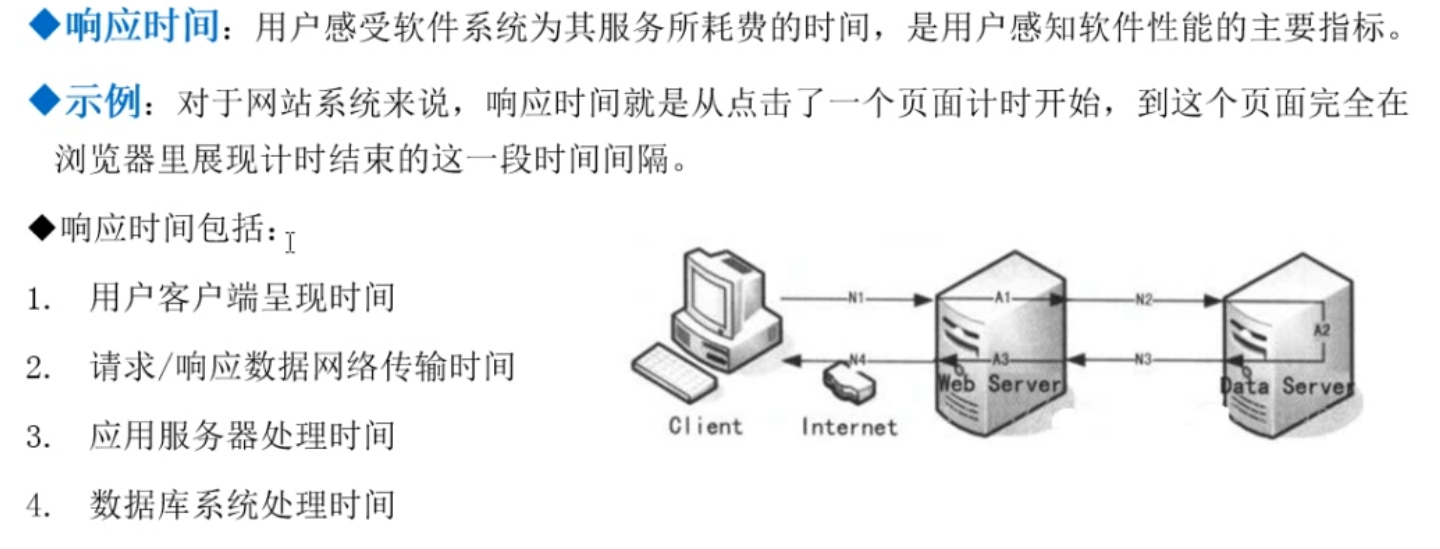 ◆响应时间：用户感受软件系统为其服务所耗费的时间，是用户感知软件性能的主要指标。
◆示例：对于网站系统来说，响应时间就是从点击了一个页面计时开始，到这个页面完全在
浏览器里展现计时结束的这一段时间间隔。
◆响应时间包括：
1. 用户客户端呈现时间
2. 请求/响应数据网络传输时间
3. 应用服务器处理时间
4. 数据库系统处理时间
N1 A1 N2
A2
N4 A3 N3
Web Server Data Server
Client Internet